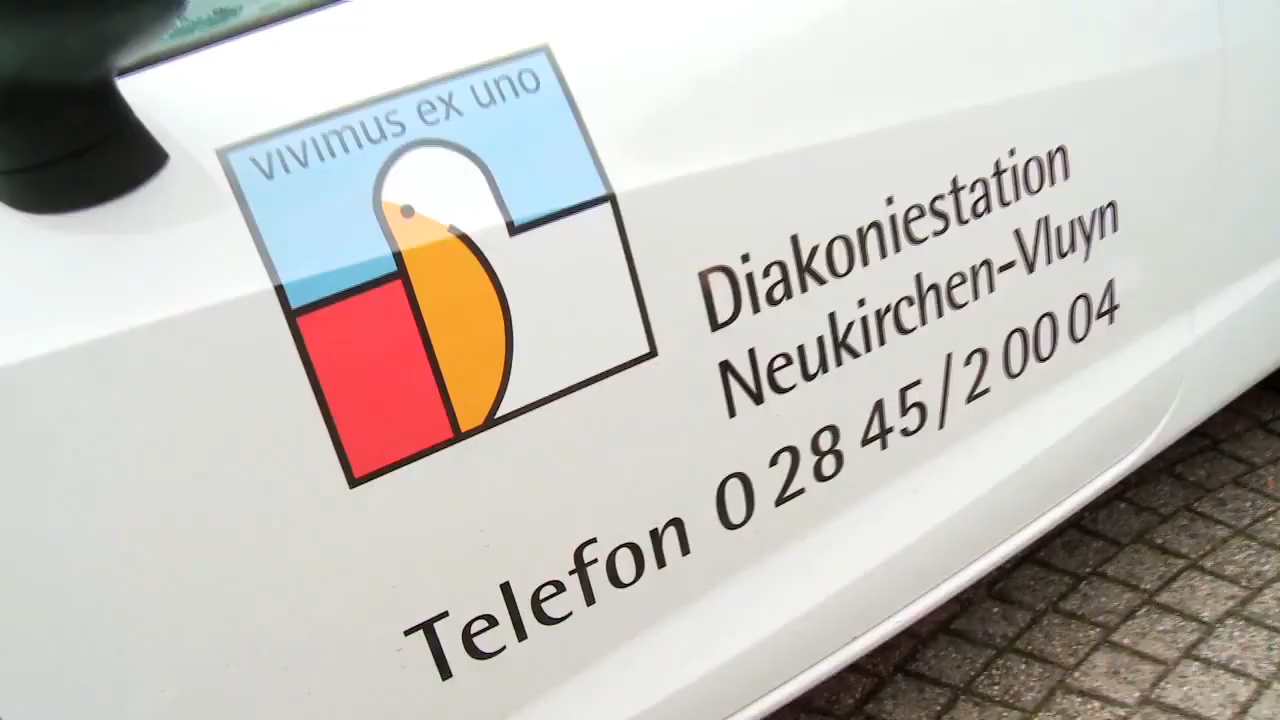 vivimus ex uno
Diakoniestation
Neukirchen-Vluyn
Telefon 0 28 45/2 00 04